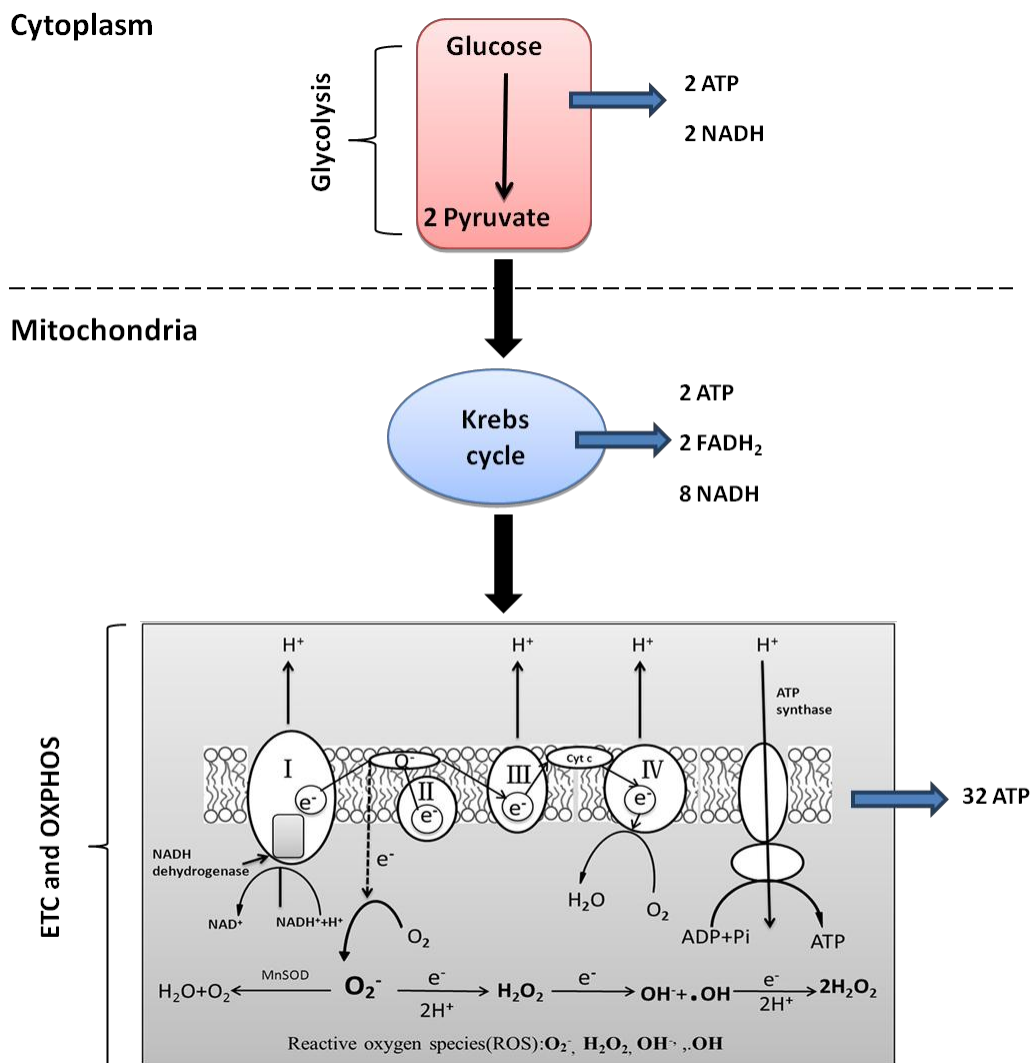 Cytoplasm
Glucose
Glycolysis
2 ATP
2 NADH
2 Pyruvate
Mitochondria
Krebs
cycle
2 ATP
2 FADH₂
8 NADH
ETC and OXPHOS
H⁺ H⁺ H⁺ H⁺
ATP
synthase
I Q⁻ II III Cyt c IV
e⁻ e⁻ e⁻ e⁻
32 ATP
NADH
dehydrogenase
e⁻
NAD⁺ NADH⁺+H⁺
O₂
H₂O O₂
ADP+Pi ATP
H₂O+O₂ MnSOD O₂⁻ e⁻ 2H⁺ H₂O₂ e⁻ OH⁻+.OH e⁻ 2H⁺ 2H₂O₂
Reactive oxygen species(ROS):O₂⁻, H₂O₂, OH⁻, ,.OH